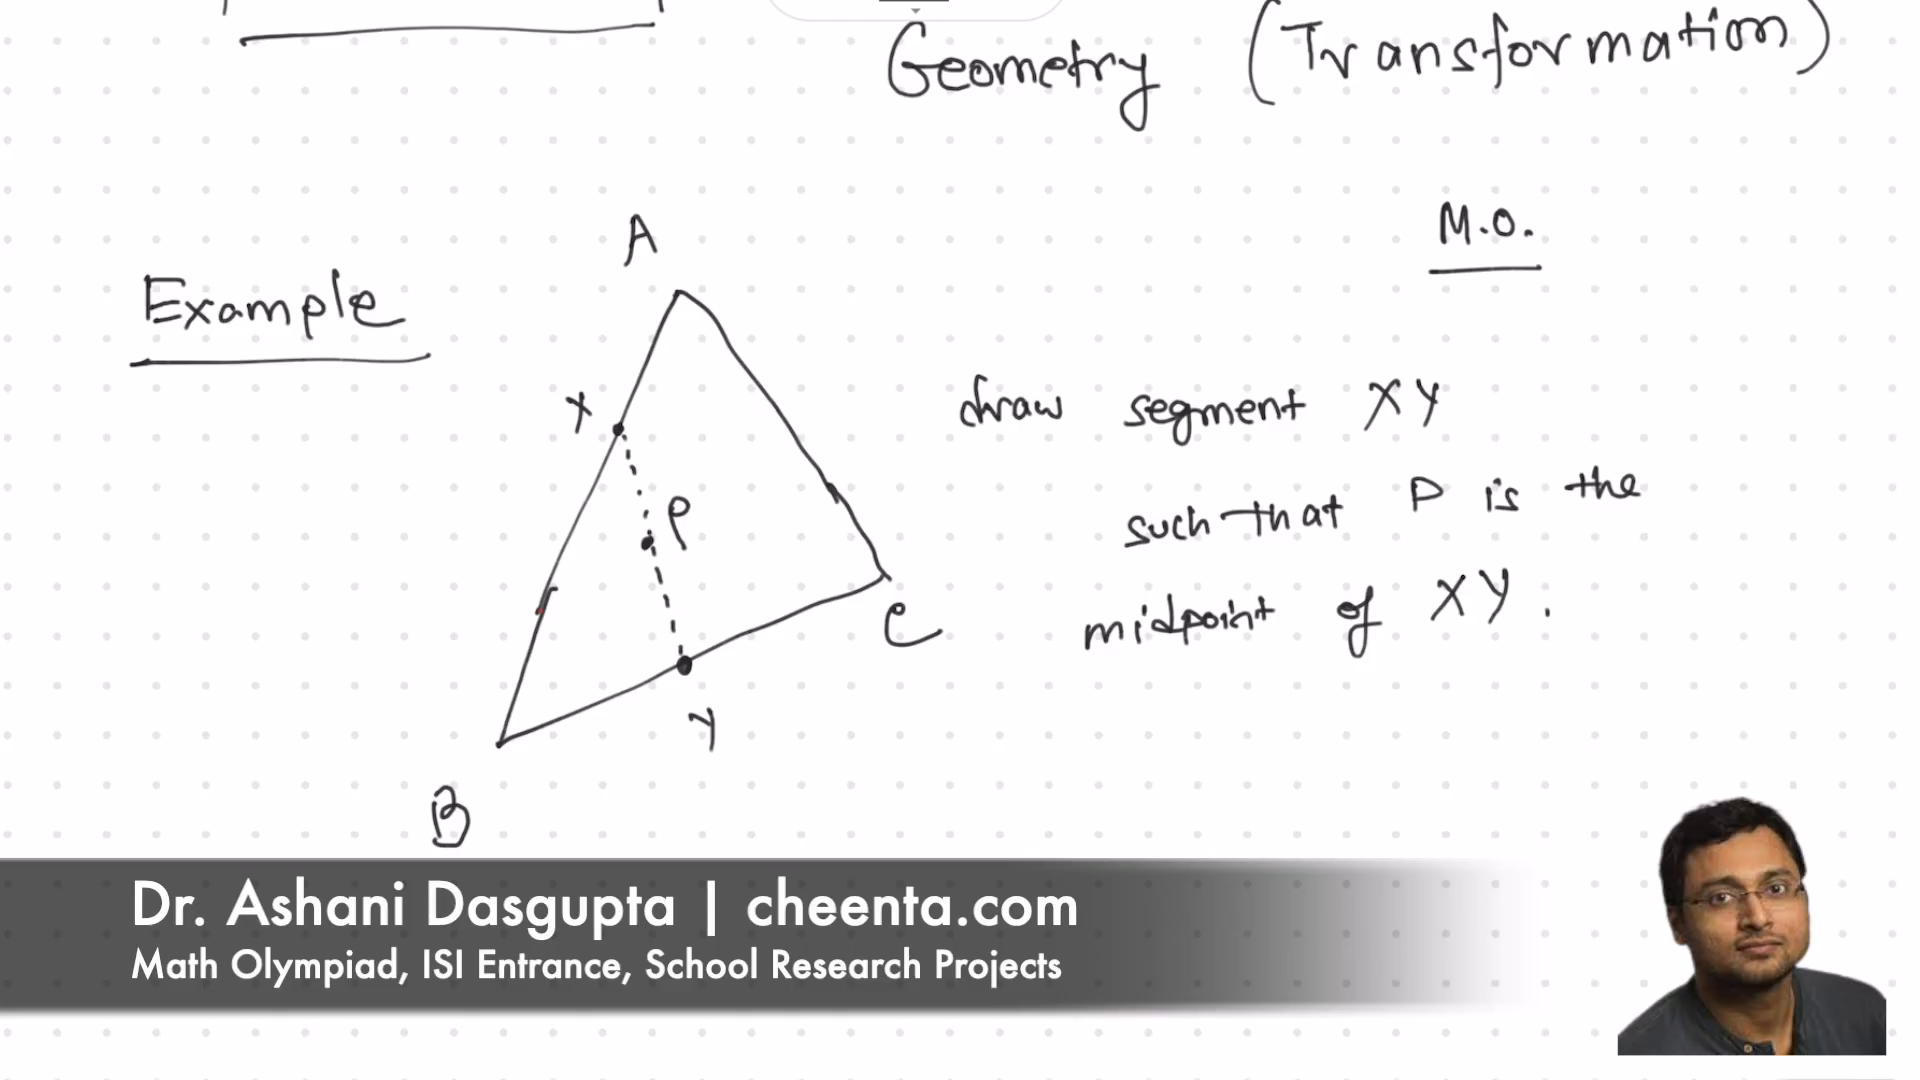 Geometry (Transformation)
M.O.
A
Example
X
draw segment XY
P
such that P is the
midpoint of XY.
C
Y
B
Dr. Ashani Dasgupta | cheenta.com
Math Olympiad, ISI Entrance, School Research Projects